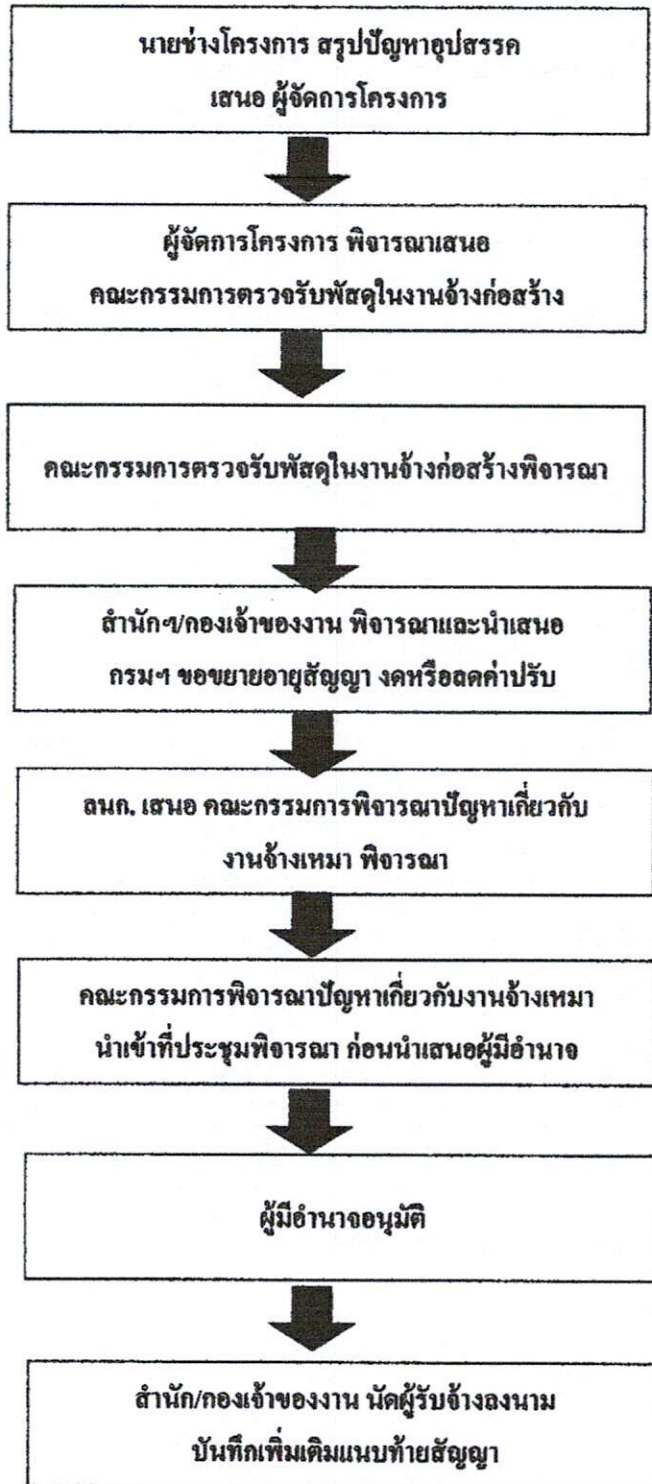 นายช่างโครงการ สรุปปัญหาอุปสรรค
เสนอ ผู้จัดการโครงการ
ผู้จัดการโครงการ พิจารณาเสนอ
คณะกรรมการตรวจรับพัสดุในงานจ้างก่อสร้าง
คณะกรรมการตรวจรับพัสดุในงานจ้างก่อสร้างพิจารณา
สำนักฯ/กองเจ้าของงาน พิจารณาและนำเสนอ
กรมฯ ขอขยายอายุสัญญา งดหรือลดค่าปรับ
ลนก. เสนอ คณะกรรมการพิจารณาปัญหาเกี่ยวกับ
งานจ้างเหมา พิจารณา
คณะกรรมการพิจารณาปัญหาเกี่ยวกับงานจ้างเหมา
นำเข้าที่ประชุมพิจารณา ก่อนนำเสนอผู้มีอำนาจ
ผู้มีอำนาจอนุมัติ
สำนัก/กองเจ้าของงาน นัดผู้รับจ้างลงนาม
บันทึกเพิ่มเติมแนบท้ายสัญญา